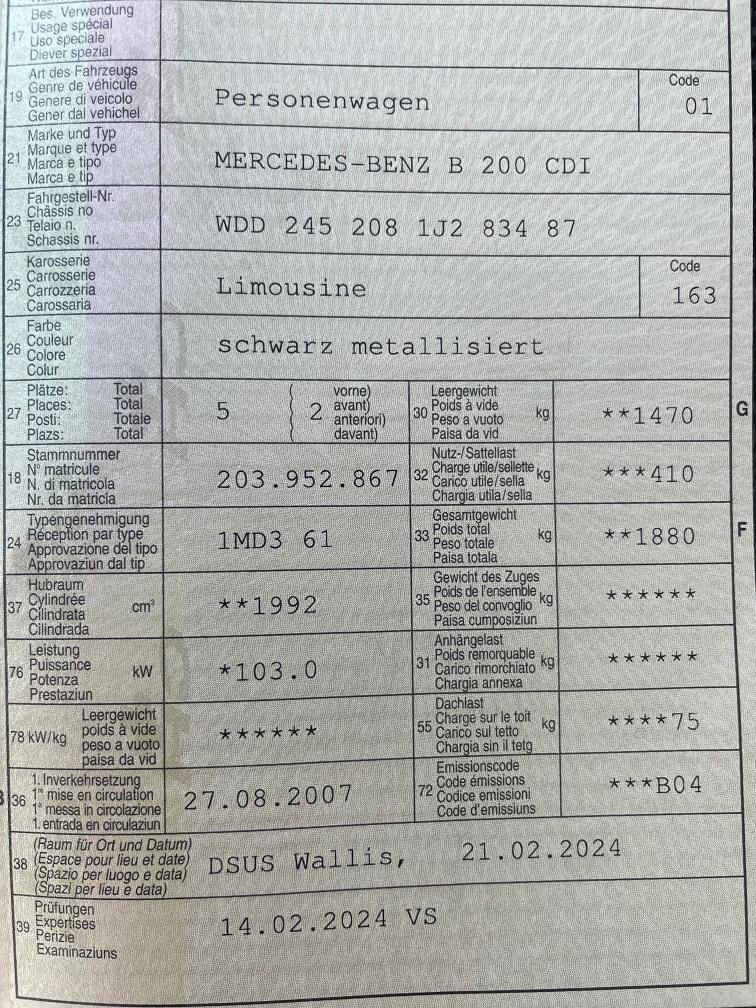 Bes. Verwendung
17 Usage spécial
Uso speciale
Diever spezial
Art des Fahrzeugs
19 Genre de véhicule
Genere di veicolo
Gener dal vehichel
Personenwagen
Code
01
Marke und Typ
21 Marque et type
Marca e tipo
Marca e tip
MERCEDES-BENZ B 200 CDI
Fahrgestell-Nr.
23 Châssis no
Telaio n.
Schassis nr.
WDD 245 208 1J2 834 87
Karosserie
25 Carrosserie
Carrozzeria
Carossaria
Limousine
Code
163
Farbe
26 Couleur
Colore
Colur
schwarz metallisiert
Plätze: Total
27 Places: Total
Posti: Totale
Plazs: Total
5
( 2 vorne)
avant)
anteriori)
davant)
Leergewicht
30 Poids à vide kg
Peso a vuoto
Paisa da vid
**1470
G
Stammnummer
18 N° matricule
N. di matricola
Nr. da matricla
203.952.867
Nutz-/Sattellast
32 Charge utile/sellette kg
Carico utile/sella
Chargia utila/sella
***410
Typengenehmigung
24 Réception par type
Approvazione del tipo
Approvaziun dal tip
1MD3 61
Gesamtgewicht
33 Poids total kg
Peso totale
Paisa totala
**1880
F
Hubraum
37 Cylindrée cm³
Cilindrata
Cilindrada
**1992
Gewicht des Zuges
35 Poids de l'ensemble kg
Peso del convoglio
Paisa cumposiziun
******
Leistung
76 Puissance kW
Potenza
Prestaziun
*103.0
Anhängelast
31 Poids remorquable kg
Carico rimorchiato
Chargia annexa
******
Leergewicht
78 kW/kg poids à vide
peso a vuoto
paisa da vid
******
Dachlast
55 Charge sur le toit kg
Carico sul tetto
Chargia sin il tetg
****75
1. Inverkehrsetzung
36 1re mise en circulation
1a messa in circolazione
1. entrada en circulaziun
27.08.2007
Emissionscode
72 Code émissions
Codice emissioni
Code d'emissiuns
***B04
(Raum für Ort und Datum)
38 (Espace pour lieu et date)
(Spazio per luogo e data)
(Spazi per lieu e data)
DSUS Wallis, 21.02.2024
Prüfungen
39 Expertises
Perizie
Examinaziuns
14.02.2024 VS